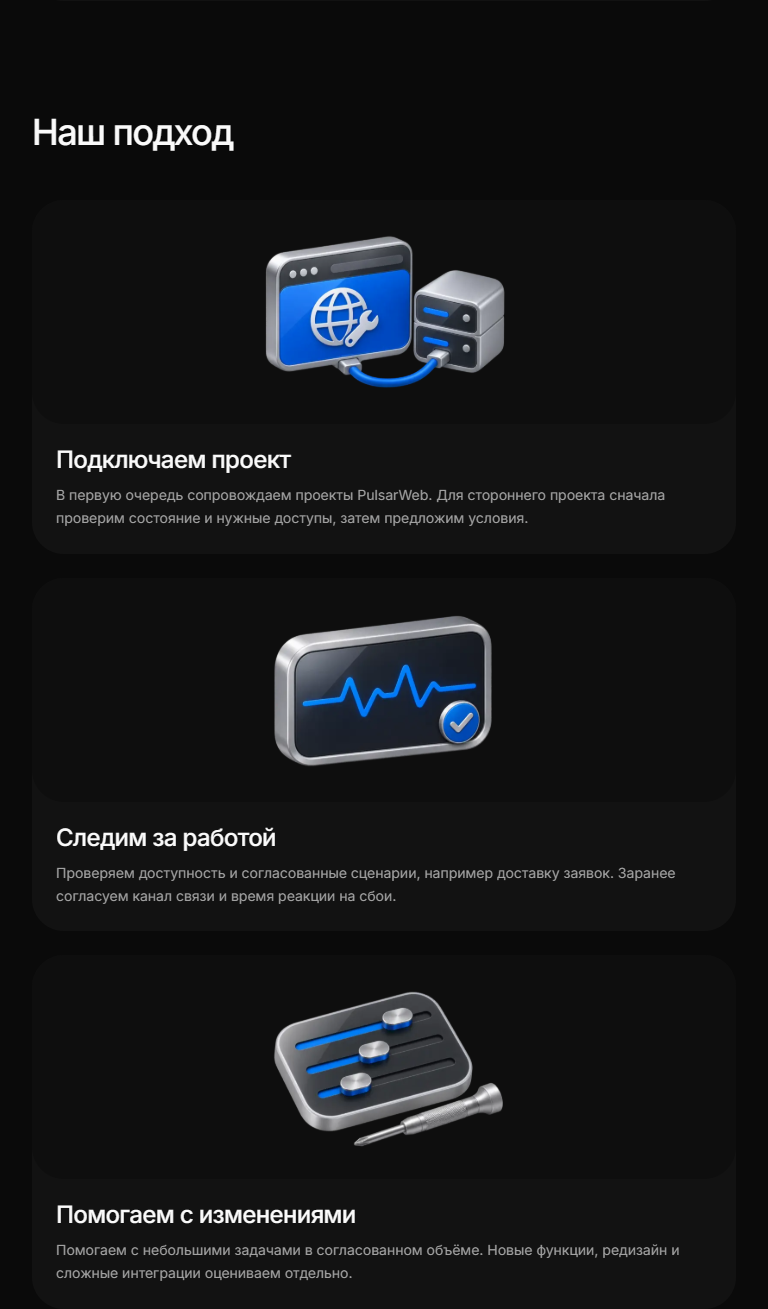 Наш подход
Подключаем проект
В первую очередь сопровождаем проекты PulsarWeb. Для стороннего проекта сначала
проверим состояние и нужные доступы, затем предложим условия.
Следим за работой
Проверяем доступность и согласованные сценарии, например доставку заявок. Заранее
согласуем канал связи и время реакции на сбои.
Помогаем с изменениями
Помогаем с небольшими задачами в согласованном объёме. Новые функции, редизайн и
сложные интеграции оцениваем отдельно.